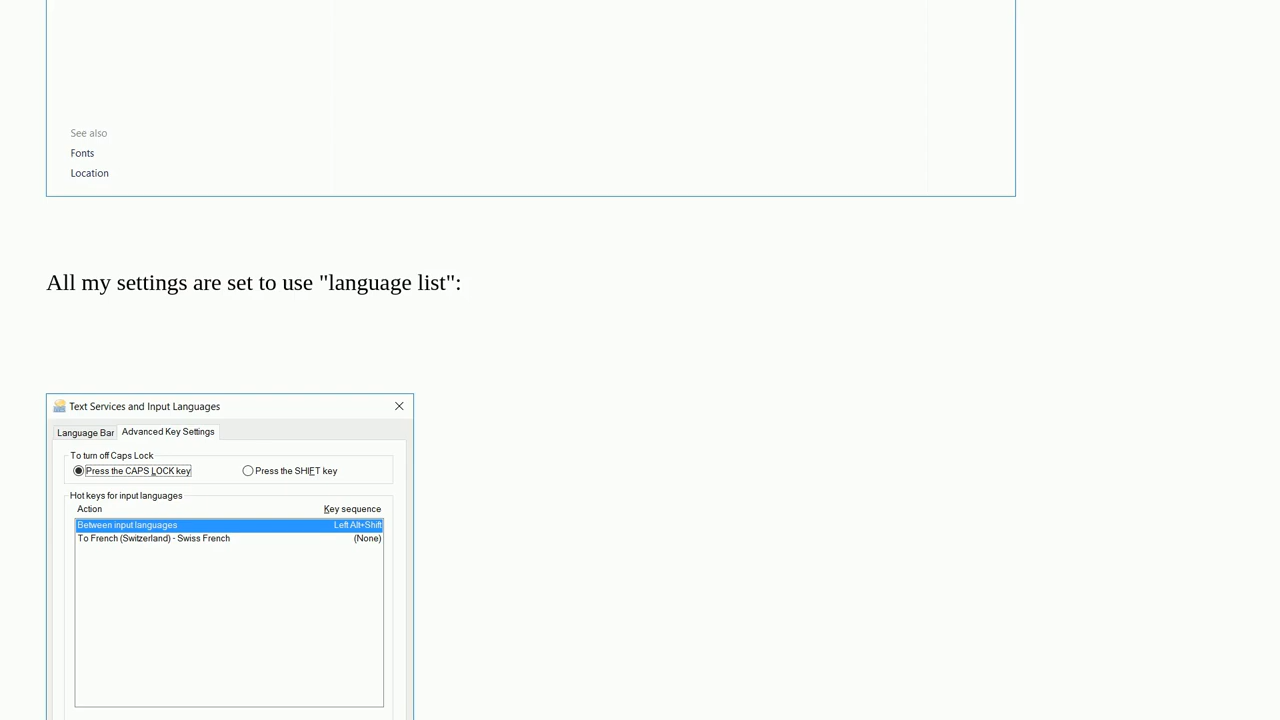 See also
Fonts
Location
All my settings are set to use "language list":
Text Services and Input Languages
Language Bar Advanced Key Settings
To turn off Caps Lock
Press the CAPS LOCK key Press the SHIFT key
Hot keys for input languages
Action Key sequence
Between input languages Left Alt+Shift
To French (Switzerland) - Swiss French (None)